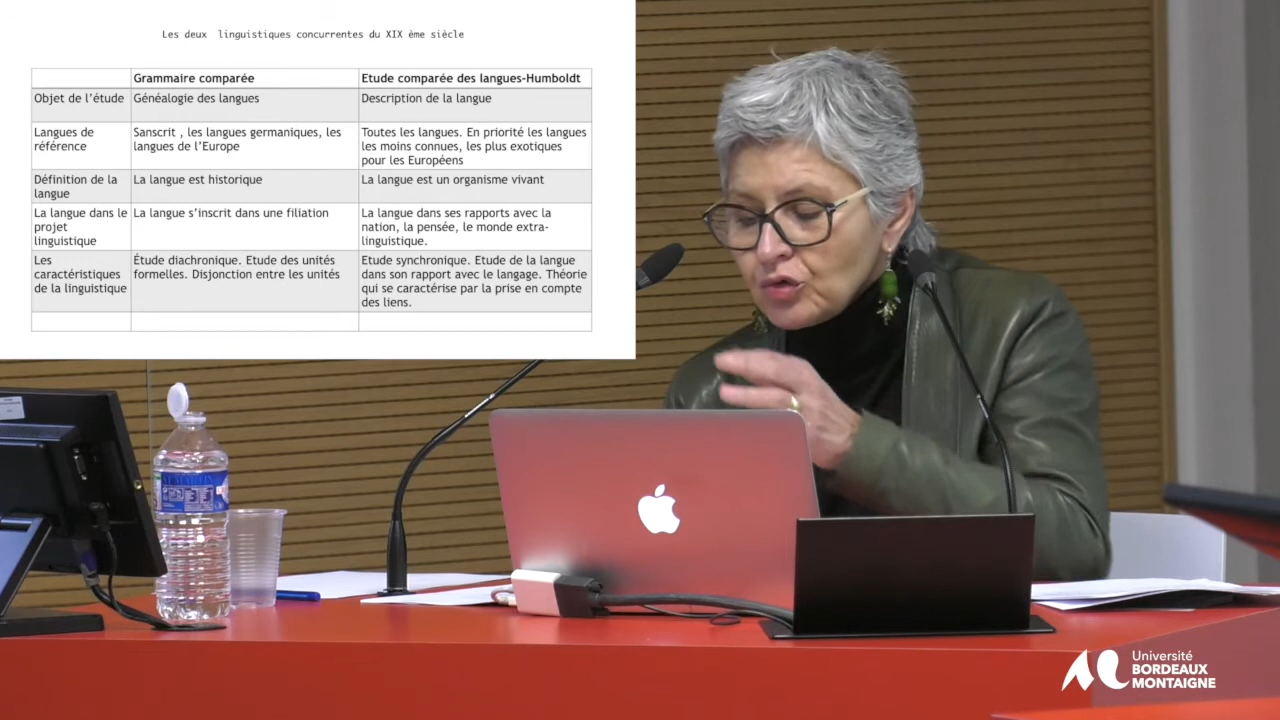 Les deux linguistiques concurrentes du XIX ème siècle
Grammaire comparée
Etude comparée des langues-Humboldt
Objet de l'étude
Généalogie des langues
Description de la langue
Langues de
référence
Sanscrit , les langues germaniques, les
langues de l'Europe
Toutes les langues. En priorité les langues
les moins connues, les plus exotiques
pour les Européens
Définition de la
langue
La langue est historique
La langue est un organisme vivant
La langue dans le
projet
linguistique
La langue s'inscrit dans une filiation
La langue dans ses rapports avec la
nation, la pensée, le monde extra-
linguistique.
Les
caractéristiques
de la linguistique
Étude diachronique. Etude des unités
formelles. Disjonction entre les unités
Etude synchronique. Etude de la langue
dans son rapport avec le langage. Théorie
qui se caractérise par la prise en compte
des liens.
Université
BORDEAUX
MONTAIGNE